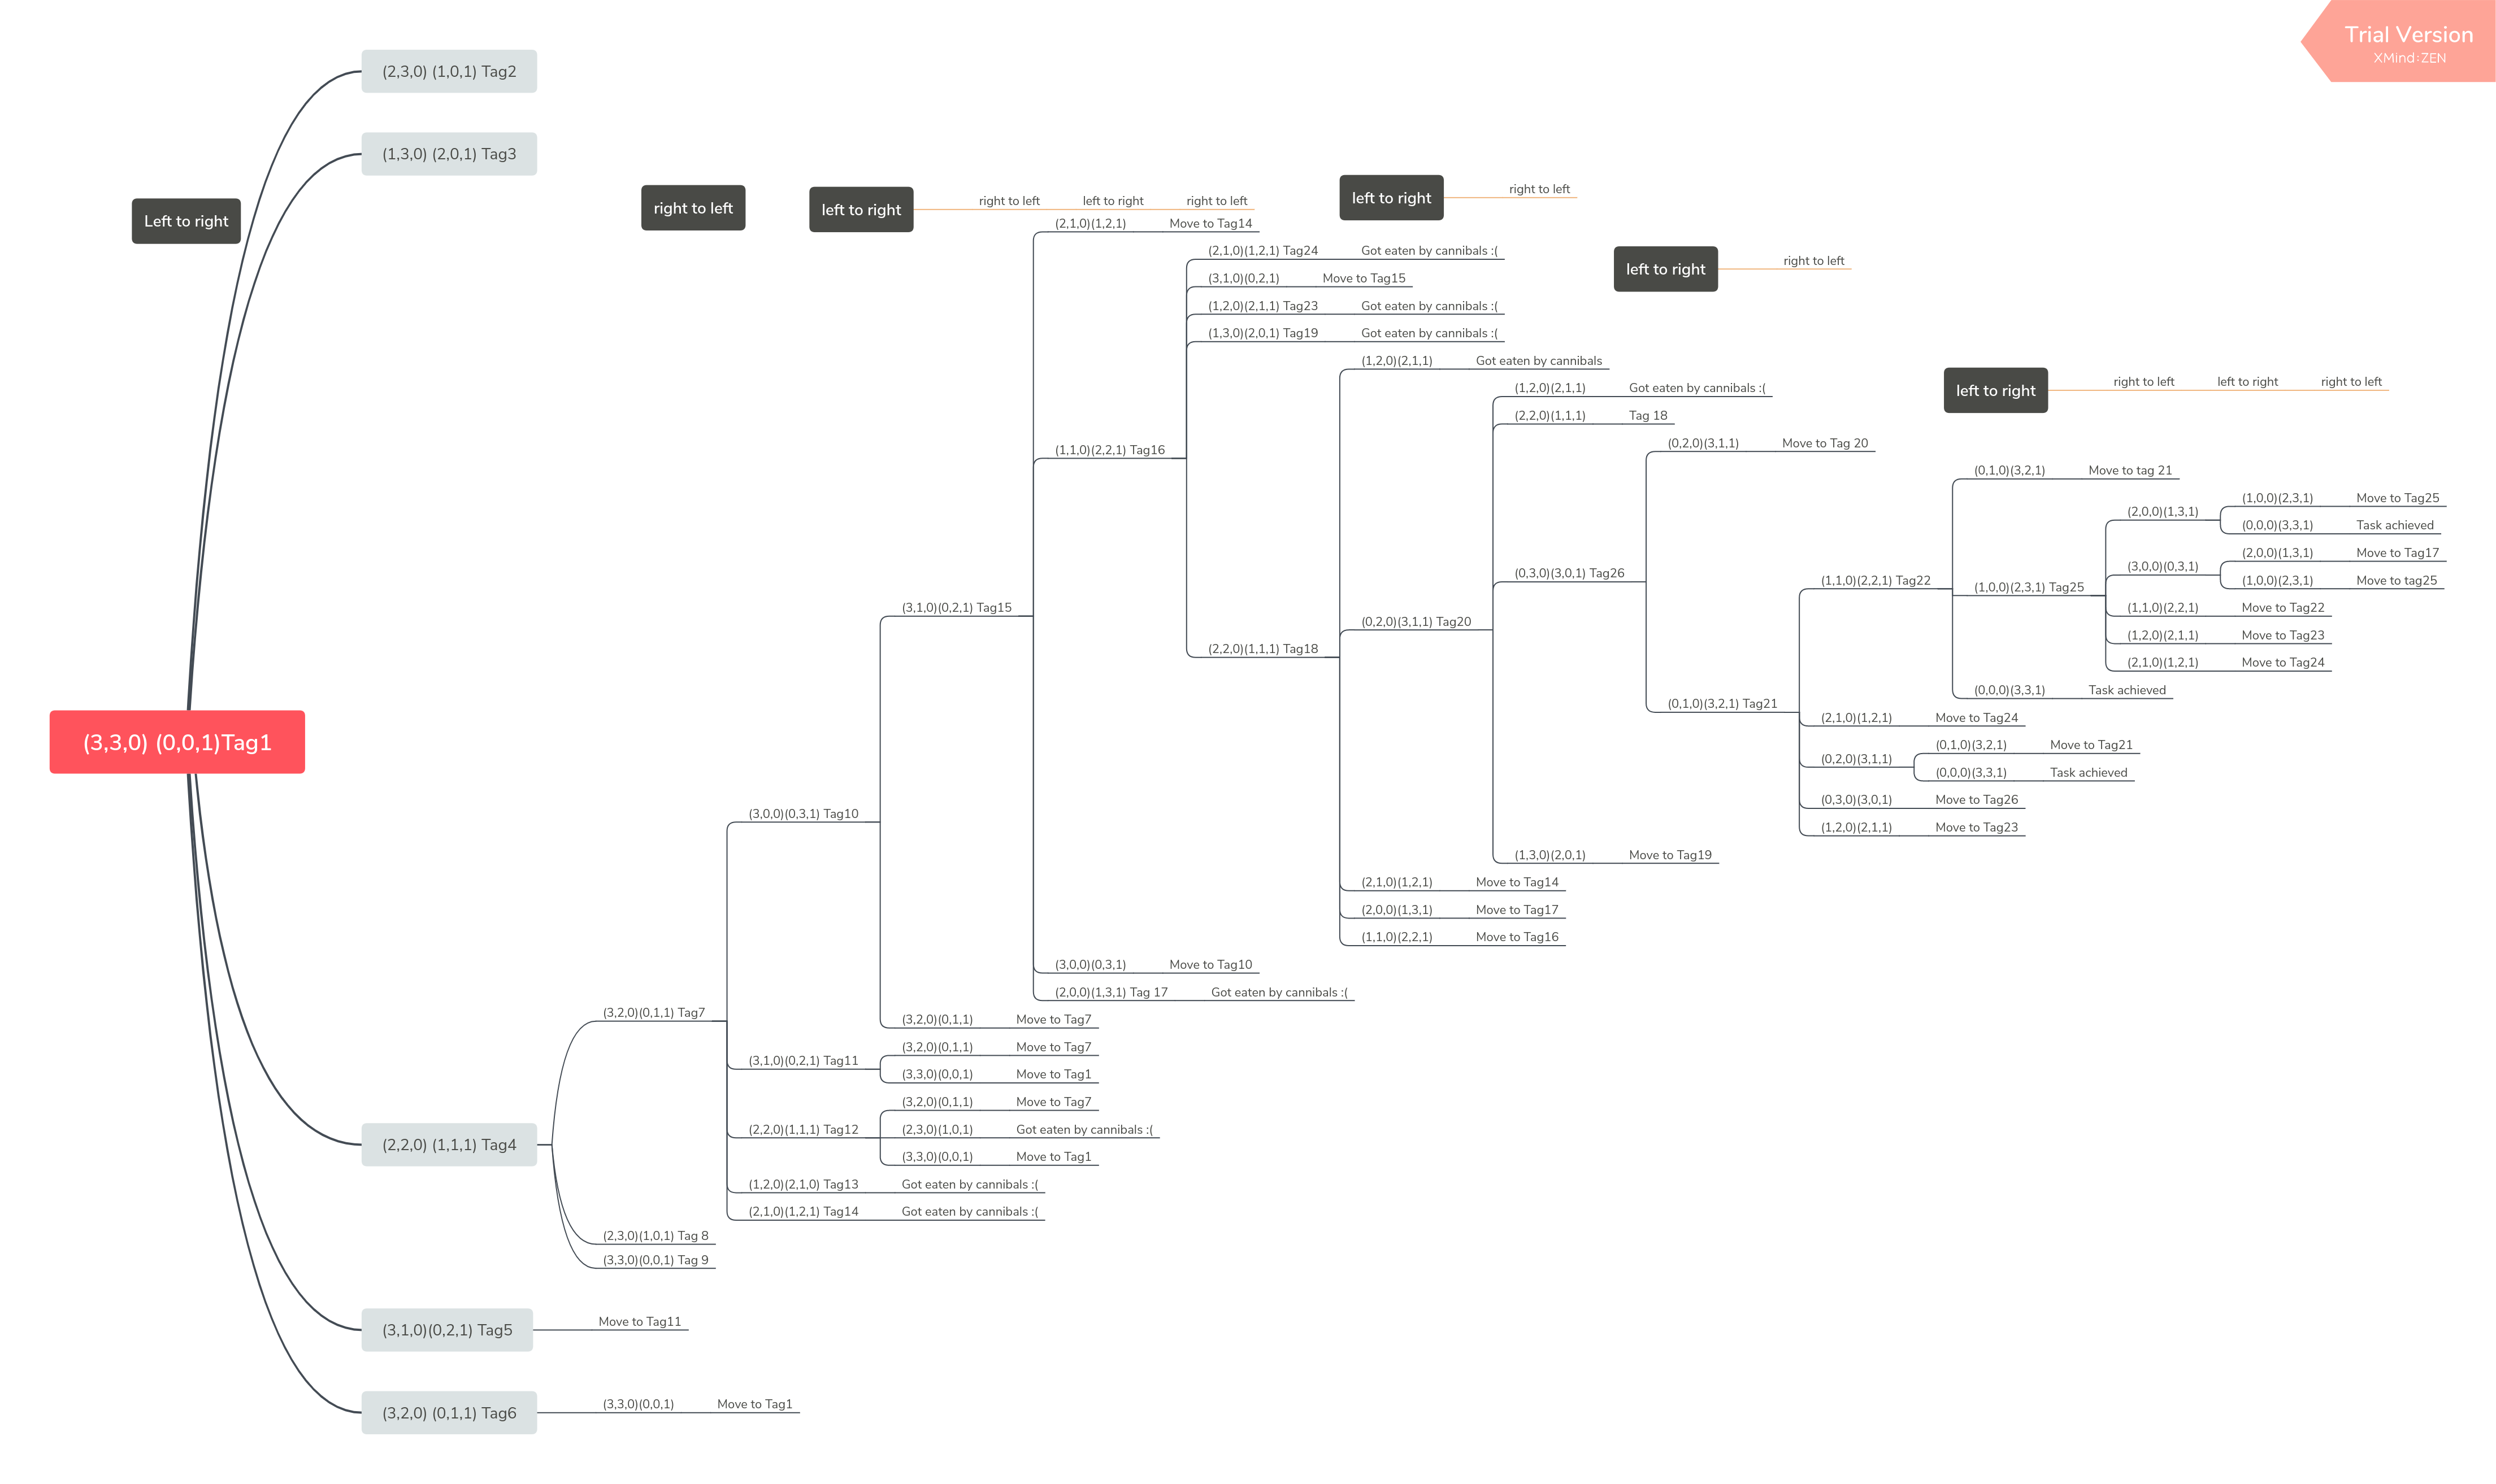 Trial Version
XMind:ZEN
(2,3,0) (1,0,1) Tag2
(1,3,0) (2,0,1) Tag3
Left to right
right to left
left to right
right to left
left to right
right to left
left to right
right to left
left to right
right to left
left to right
right to left
left to right
right to left
(2,1,0)(1,2,1)
Move to Tag14
(2,1,0)(1,2,1) Tag24
Got eaten by cannibals :(
(3,1,0)(0,2,1)
Move to Tag15
(1,2,0)(2,1,1) Tag23
Got eaten by cannibals :(
(1,3,0)(2,0,1) Tag19
Got eaten by cannibals :(
(1,2,0)(2,1,1)
Got eaten by cannibals
(1,2,0)(2,1,1)
Got eaten by cannibals :(
(2,2,0)(1,1,1)
Tag 18
(0,2,0)(3,1,1)
Move to Tag 20
(1,1,0)(2,2,1) Tag16
(0,1,0)(3,2,1)
Move to tag 21
(1,0,0)(2,3,1)
Move to Tag25
(2,0,0)(1,3,1)
(0,0,0)(3,3,1)
Task achieved
(2,0,0)(1,3,1)
Move to Tag17
(3,0,0)(0,3,1)
(1,0,0)(2,3,1)
Move to tag25
(0,3,0)(3,0,1) Tag26
(1,1,0)(2,2,1) Tag22
(1,0,0)(2,3,1) Tag25
(1,1,0)(2,2,1)
Move to Tag22
(3,1,0)(0,2,1) Tag15
(0,2,0)(3,1,1) Tag20
(1,2,0)(2,1,1)
Move to Tag23
(2,2,0)(1,1,1) Tag18
(2,1,0)(1,2,1)
Move to Tag24
(0,0,0)(3,3,1)
Task achieved
(0,1,0)(3,2,1) Tag21
(2,1,0)(1,2,1)
Move to Tag24
(3,3,0) (0,0,1)Tag1
(0,1,0)(3,2,1)
Move to Tag21
(0,2,0)(3,1,1)
(0,0,0)(3,3,1)
Task achieved
(0,3,0)(3,0,1)
Move to Tag26
(3,0,0)(0,3,1) Tag10
(1,2,0)(2,1,1)
Move to Tag23
(1,3,0)(2,0,1)
Move to Tag19
(2,1,0)(1,2,1)
Move to Tag14
(2,0,0)(1,3,1)
Move to Tag17
(1,1,0)(2,2,1)
Move to Tag16
(3,0,0)(0,3,1)
Move to Tag10
(2,0,0)(1,3,1) Tag 17
Got eaten by cannibals :(
(3,2,0)(0,1,1) Tag7
(3,2,0)(0,1,1)
Move to Tag7
(3,2,0)(0,1,1)
Move to Tag7
(3,1,0)(0,2,1) Tag11
(3,3,0)(0,0,1)
Move to Tag1
(3,2,0)(0,1,1)
Move to Tag7
(2,2,0)(1,1,1) Tag12
(2,3,0)(1,0,1)
Got eaten by cannibals :(
(2,2,0) (1,1,1) Tag4
(3,3,0)(0,0,1)
Move to Tag1
(1,2,0)(2,1,0) Tag13
Got eaten by cannibals :(
(2,1,0)(1,2,1) Tag14
Got eaten by cannibals :(
(2,3,0)(1,0,1) Tag 8
(3,3,0)(0,0,1) Tag 9
(3,1,0)(0,2,1) Tag5
Move to Tag11
(3,2,0) (0,1,1) Tag6
(3,3,0)(0,0,1)
Move to Tag1